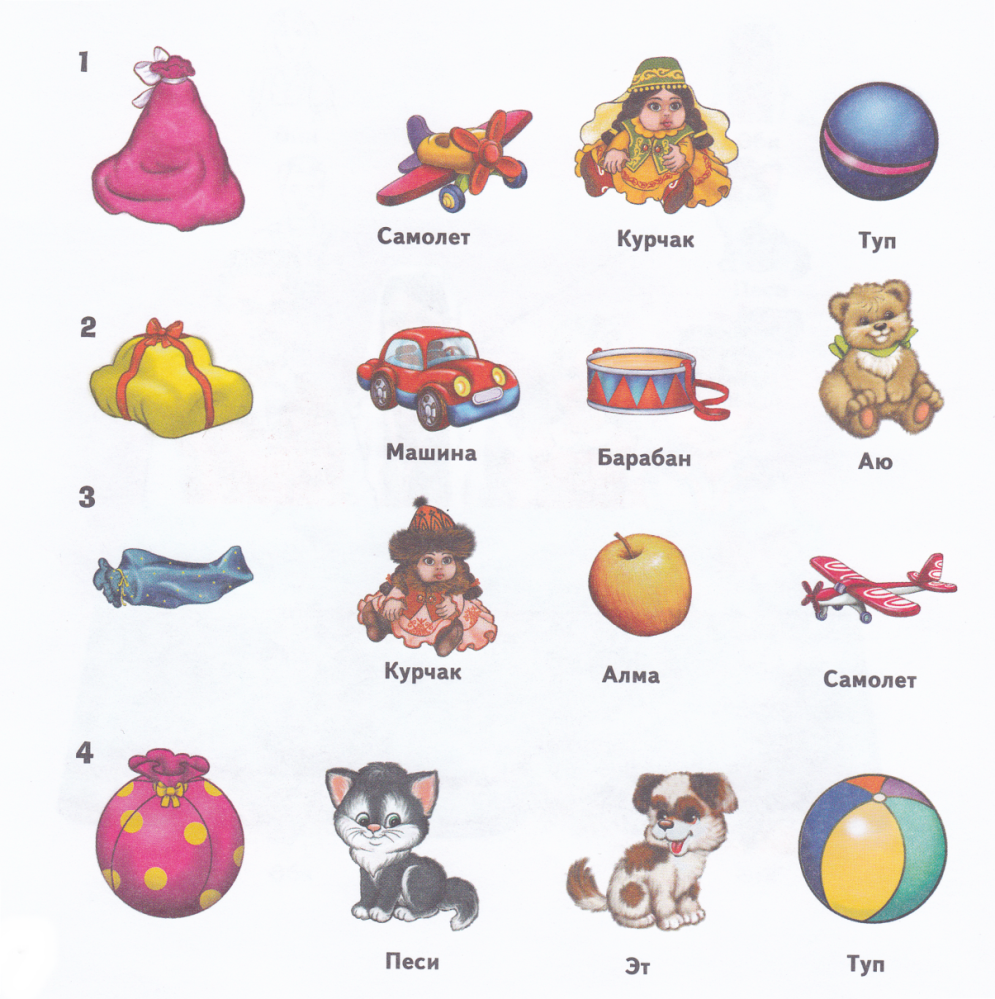 1
Самолет Курчак Туп
2
Машина Барабан Аю
3
Курчак Алма Самолет
4
Песи Эт Туп